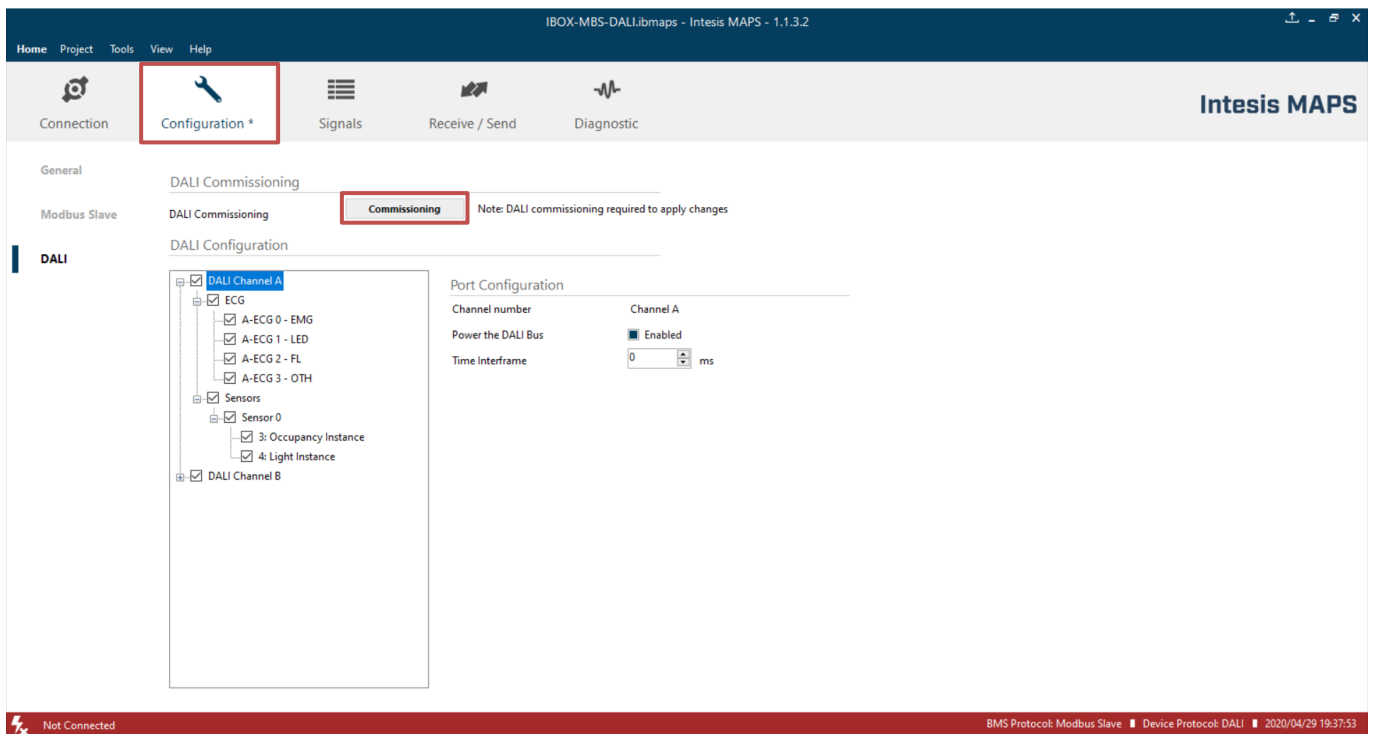 IBOX-MBS-DALI.ibmaps - Intesis MAPS - 1.1.3.2
Home Project Tools View Help
Connection
Configuration *
Signals
Receive / Send
Diagnostic
Intesis MAPS
General
Modbus Slave
DALI
DALI Commissioning
DALI Commissioning
Commissioning
Note: DALI commissioning required to apply changes
DALI Configuration
DALI Channel A
ECG
A-ECG 0 - EMG
A-ECG 1 - LED
A-ECG 2 - FL
A-ECG 3 - OTH
Sensors
Sensor 0
3: Occupancy Instance
4: Light Instance
DALI Channel B
Port Configuration
Channel number Channel A
Power the DALI Bus Enabled
Time Interframe 0 ms
Not Connected
BMS Protocol: Modbus Slave Device Protocol: DALI 2020/04/29 19:37:53